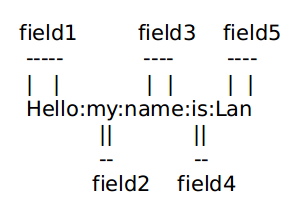 field1 field3 field5
----- ---- ----
| | | | | |
Hello:my:name:is:Lan
|| ||
-- --
field2 field4